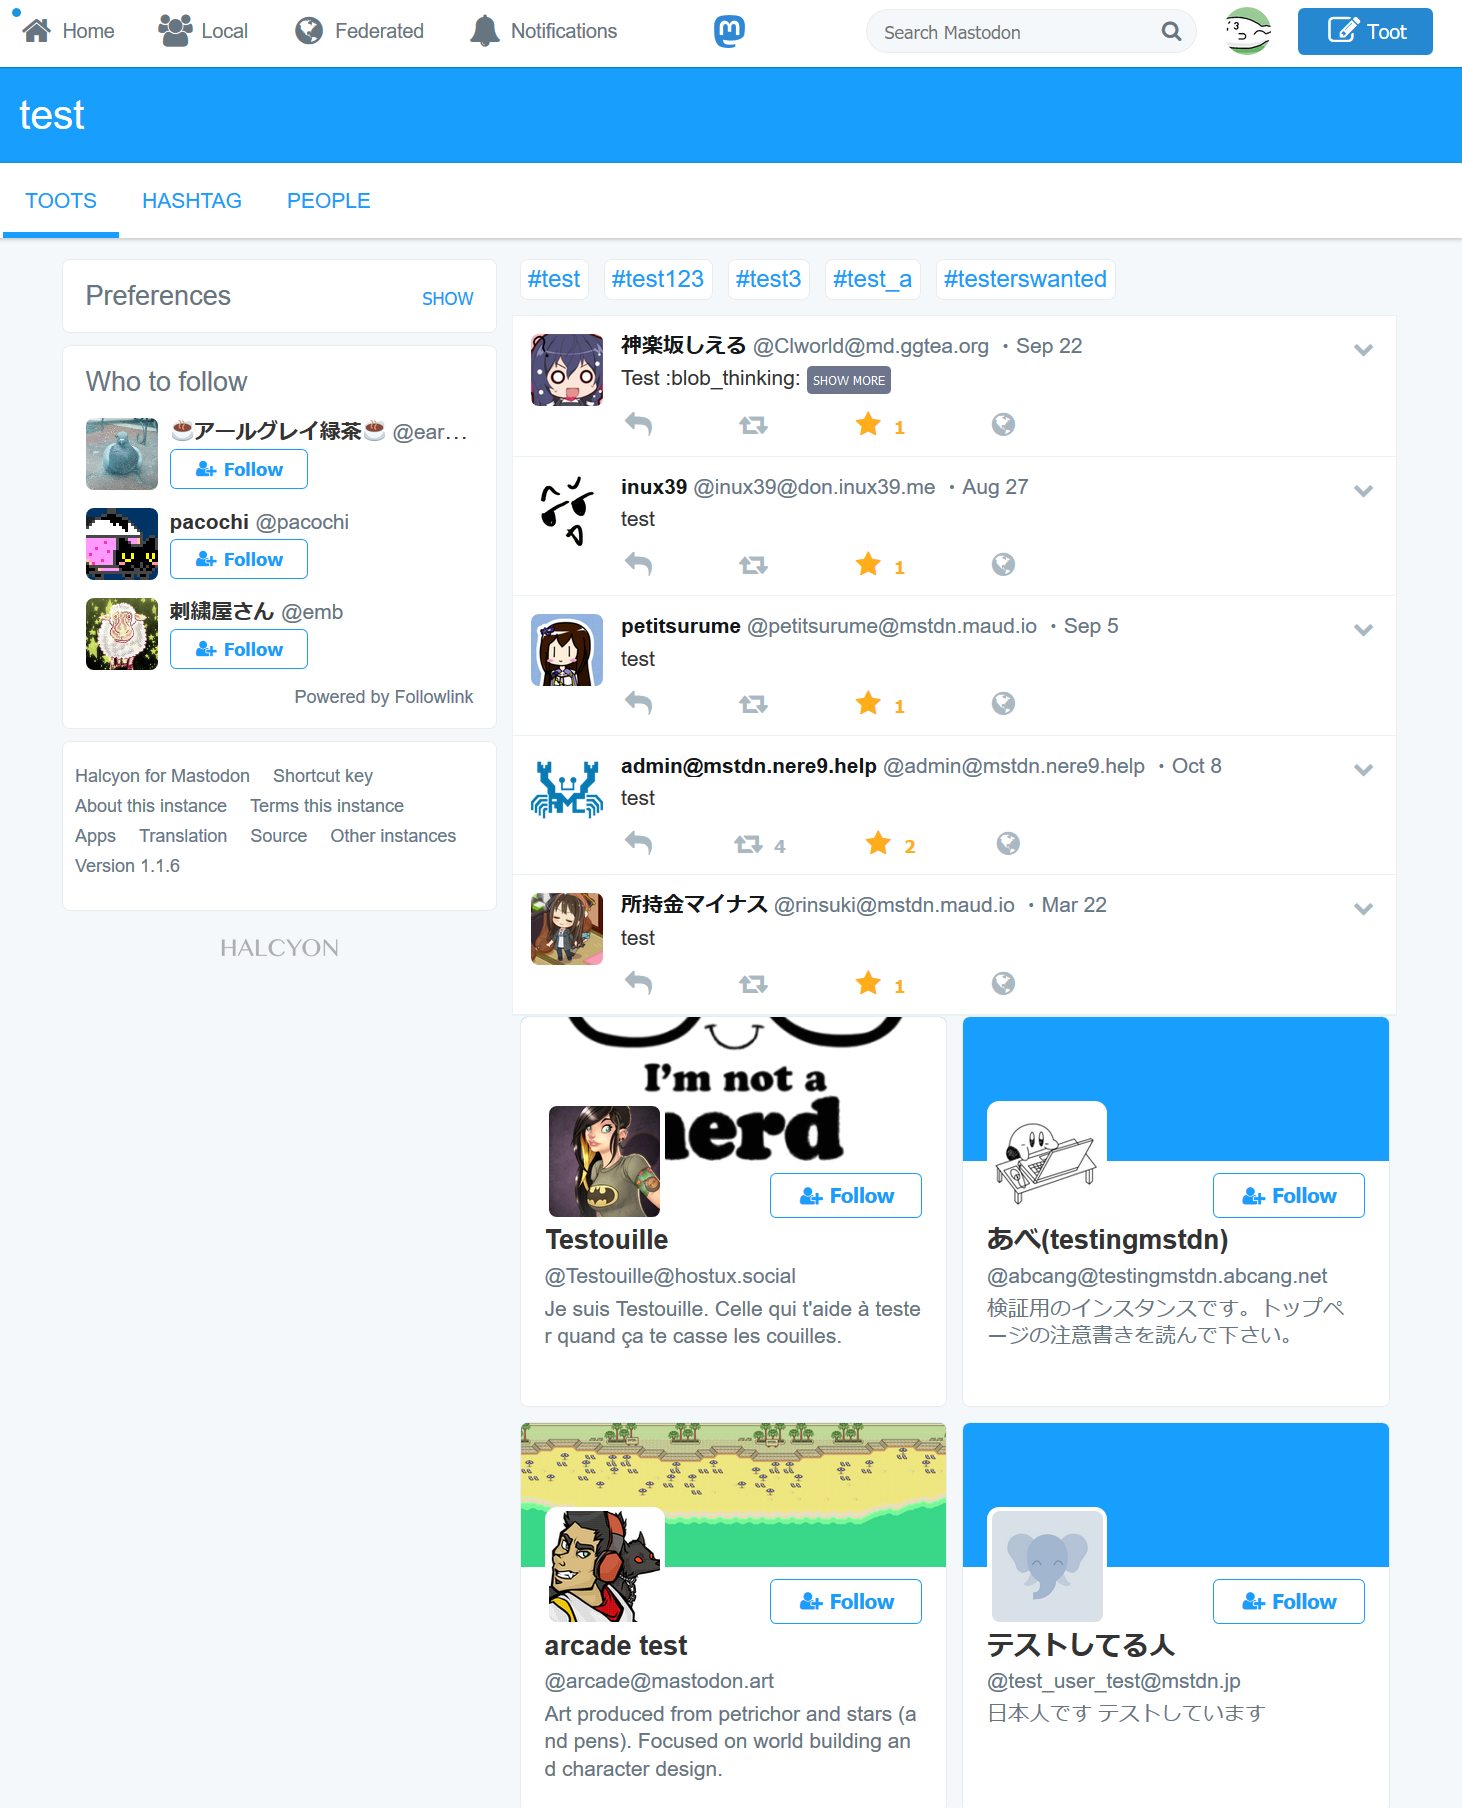 Home Local Federated Notifications Search Mastodon Toot
test
TOOTS HASHTAG PEOPLE
Preferences SHOW
Who to follow
☕アールグレイ緑茶☕ @ear…
Follow
pacochi @pacochi
Follow
刺繍屋さん @emb
Follow
Powered by Followlink
Halcyon for Mastodon Shortcut key
About this instance Terms this instance
Apps Translation Source Other instances
Version 1.1.6
HALCYON
#test #test123 #test3 #test_a #testerswanted
神楽坂しえる @Clworld@md.ggtea.org ・Sep 22
Test :blob_thinking: SHOW MORE
1
inux39 @inux39@don.inux39.me ・Aug 27
test
1
petitsurume @petitsurume@mstdn.maud.io ・Sep 5
test
1
admin@mstdn.nere9.help @admin@mstdn.nere9.help ・Oct 8
test
4 2
所持金マイナス @rinsuki@mstdn.maud.io ・Mar 22
test
1
I'm not a
nerd
Follow
Testouille
@Testouille@hostux.social
Je suis Testouille. Celle qui t'aide à teste
r quand ça te casse les couilles.
Follow
あべ(testingmstdn)
@abcang@testingmstdn.abcang.net
検証用のインスタンスです。トップペ
ージの注意書きを読んで下さい。
Follow
arcade test
@arcade@mastodon.art
Art produced from petrichor and stars (a
nd pens). Focused on world building an
d character design.
Follow
テストしてる人
@test_user_test@mstdn.jp
日本人です テストしています